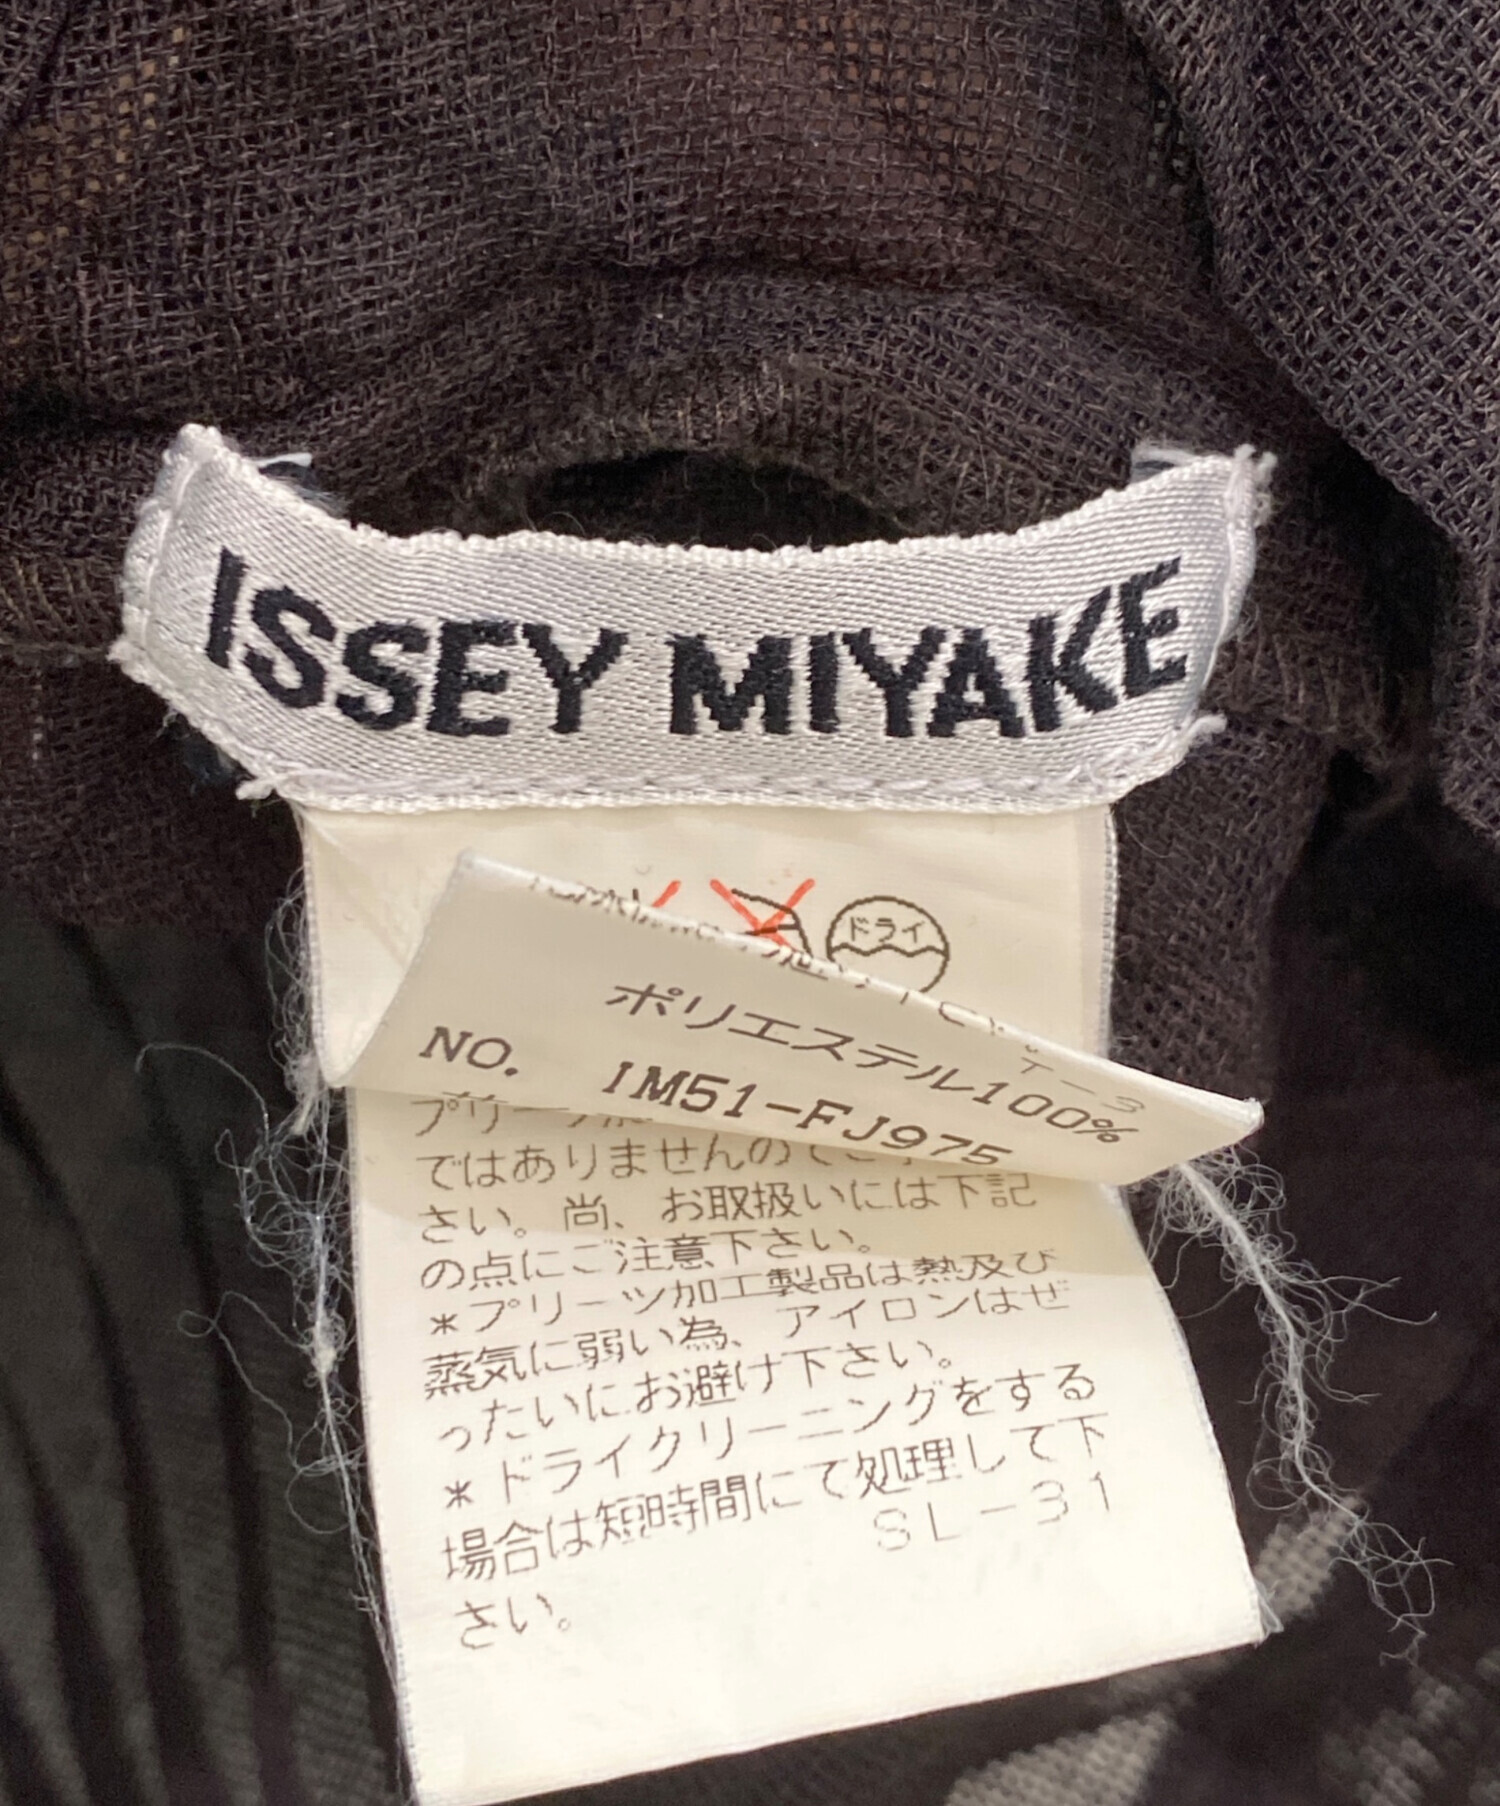 ISSEY MIYAKE
ドライ
ポリエステル100%
NO. IM51-FJ975
プリーツ
ではありませんので
さい。尚、お取扱いには下記
の点にご注意下さい。
*プリーツ加工製品は熱及び
蒸気に弱い為、アイロンはぜ
ったいにお避け下さい。
*ドライクリーニングをする
場合は短時間にて処理して下
さい。
SL-31